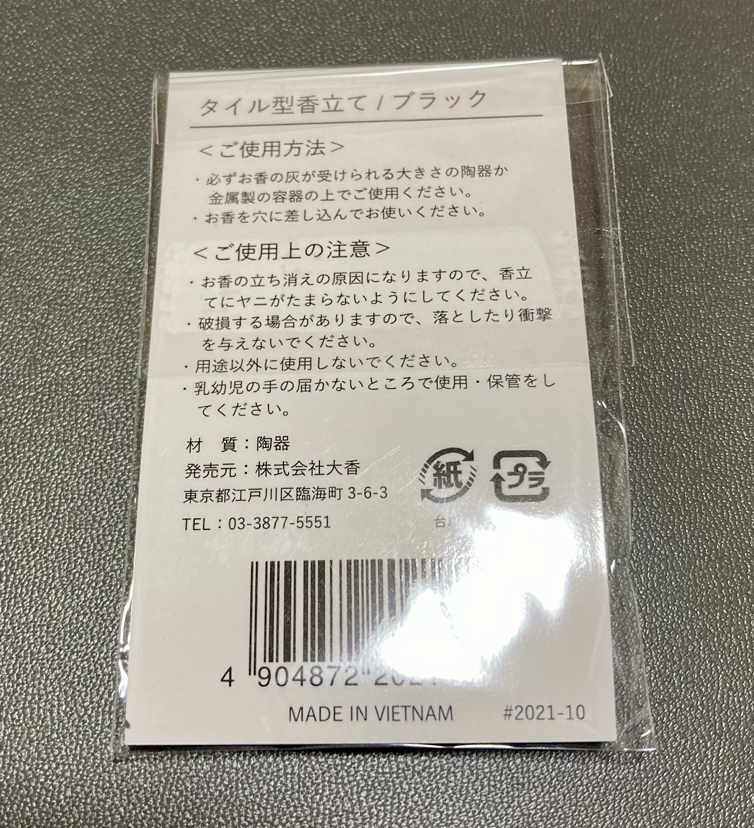 タイル型香立て / ブラック
＜ご使用方法＞
・必ずお香の灰が受けられる大きさの陶器か
金属製の容器の上でご使用ください。
・お香を穴に差し込んでお使いください。
＜ご使用上の注意＞
・お香の立ち消えの原因になりますので、香立
てにヤニがたまらないようにしてください。
・破損する場合がありますので、落としたり衝撃
を与えないでください。
・用途以外に使用しないでください。
・乳幼児の手の届かないところで使用・保管をし
てください。
材　質：陶器
発売元：株式会社大香
東京都江戸川区臨海町 3-6-3
TEL：03-3877-5551
紙
プラ
4 904872
MADE IN VIETNAM #2021-10